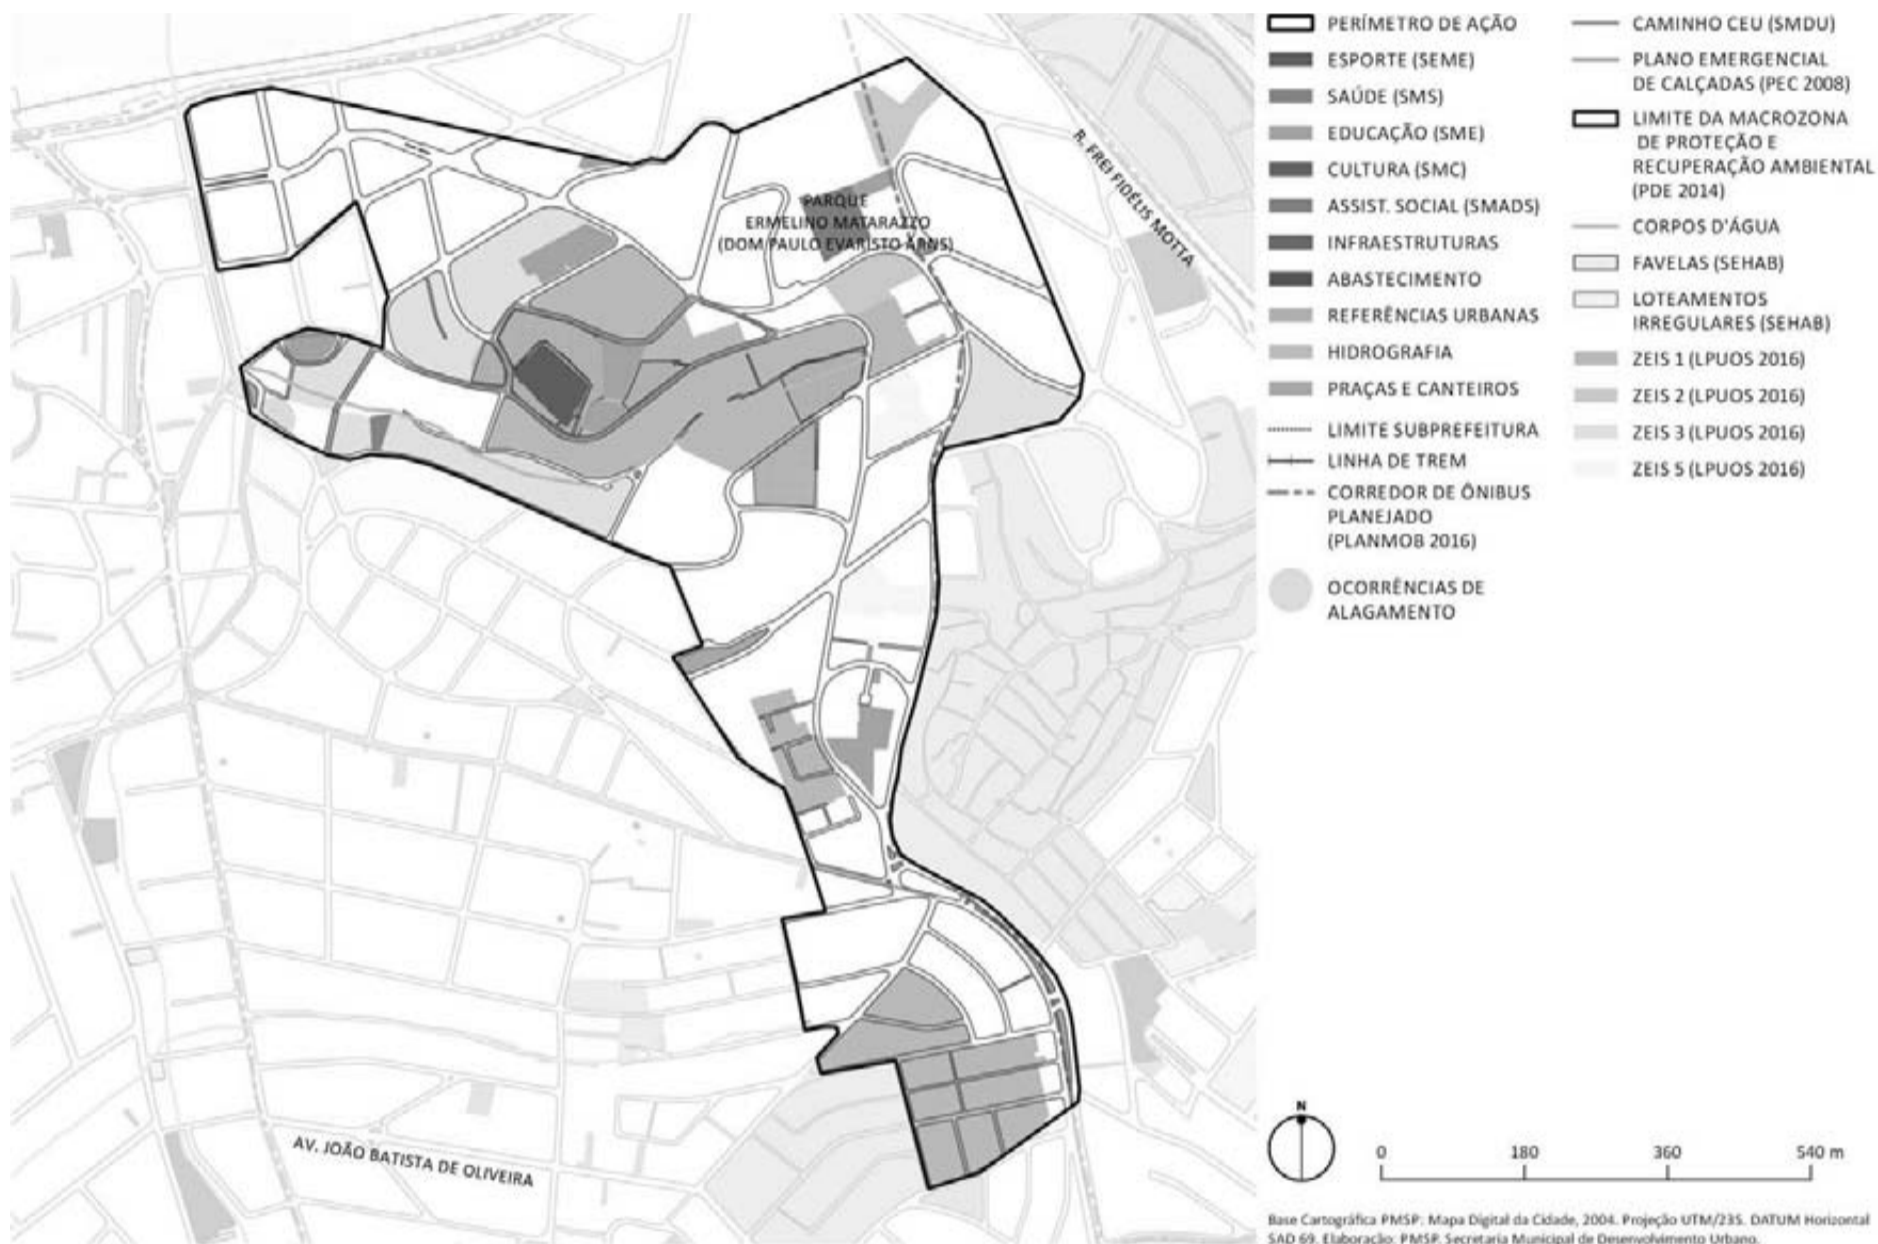 PARQUE
ERMELINO MATARAZZO
(DOM PAULO EVARISTO ARNS)
R. FREI FIDÉLIS MOTTA
AV. JOÃO BATISTA DE OLIVEIRA
PERÍMETRO DE AÇÃO
ESPORTE (SEME)
SAÚDE (SMS)
EDUCAÇÃO (SME)
CULTURA (SMC)
ASSIST. SOCIAL (SMADS)
INFRAESTRUTURAS
ABASTECIMENTO
REFERÊNCIAS URBANAS
HIDROGRAFIA
PRAÇAS E CANTEIROS
LIMITE SUBPREFEITURA
LINHA DE TREM
CORREDOR DE ÔNIBUS
PLANEJADO
(PLANMOB 2016)
OCORRÊNCIAS DE
ALAGAMENTO
CAMINHO CEU (SMDU)
PLANO EMERGENCIAL
DE CALÇADAS (PEC 2008)
LIMITE DA MACROZONA
DE PROTEÇÃO E
RECUPERAÇÃO AMBIENTAL
(PDE 2014)
CORPOS D'ÁGUA
FAVELAS (SEHAB)
LOTEAMENTOS
IRREGULARES (SEHAB)
ZEIS 1 (LPUOS 2016)
ZEIS 2 (LPUOS 2016)
ZEIS 3 (LPUOS 2016)
ZEIS 5 (LPUOS 2016)
N
0 180 360 540 m
Base Cartográfica PMSP: Mapa Digital da Cidade, 2004. Projeção UTM/23S. DATUM Horizontal
SAD 69. Elaboração: PMSP. Secretaria Municipal de Desenvolvimento Urbano.